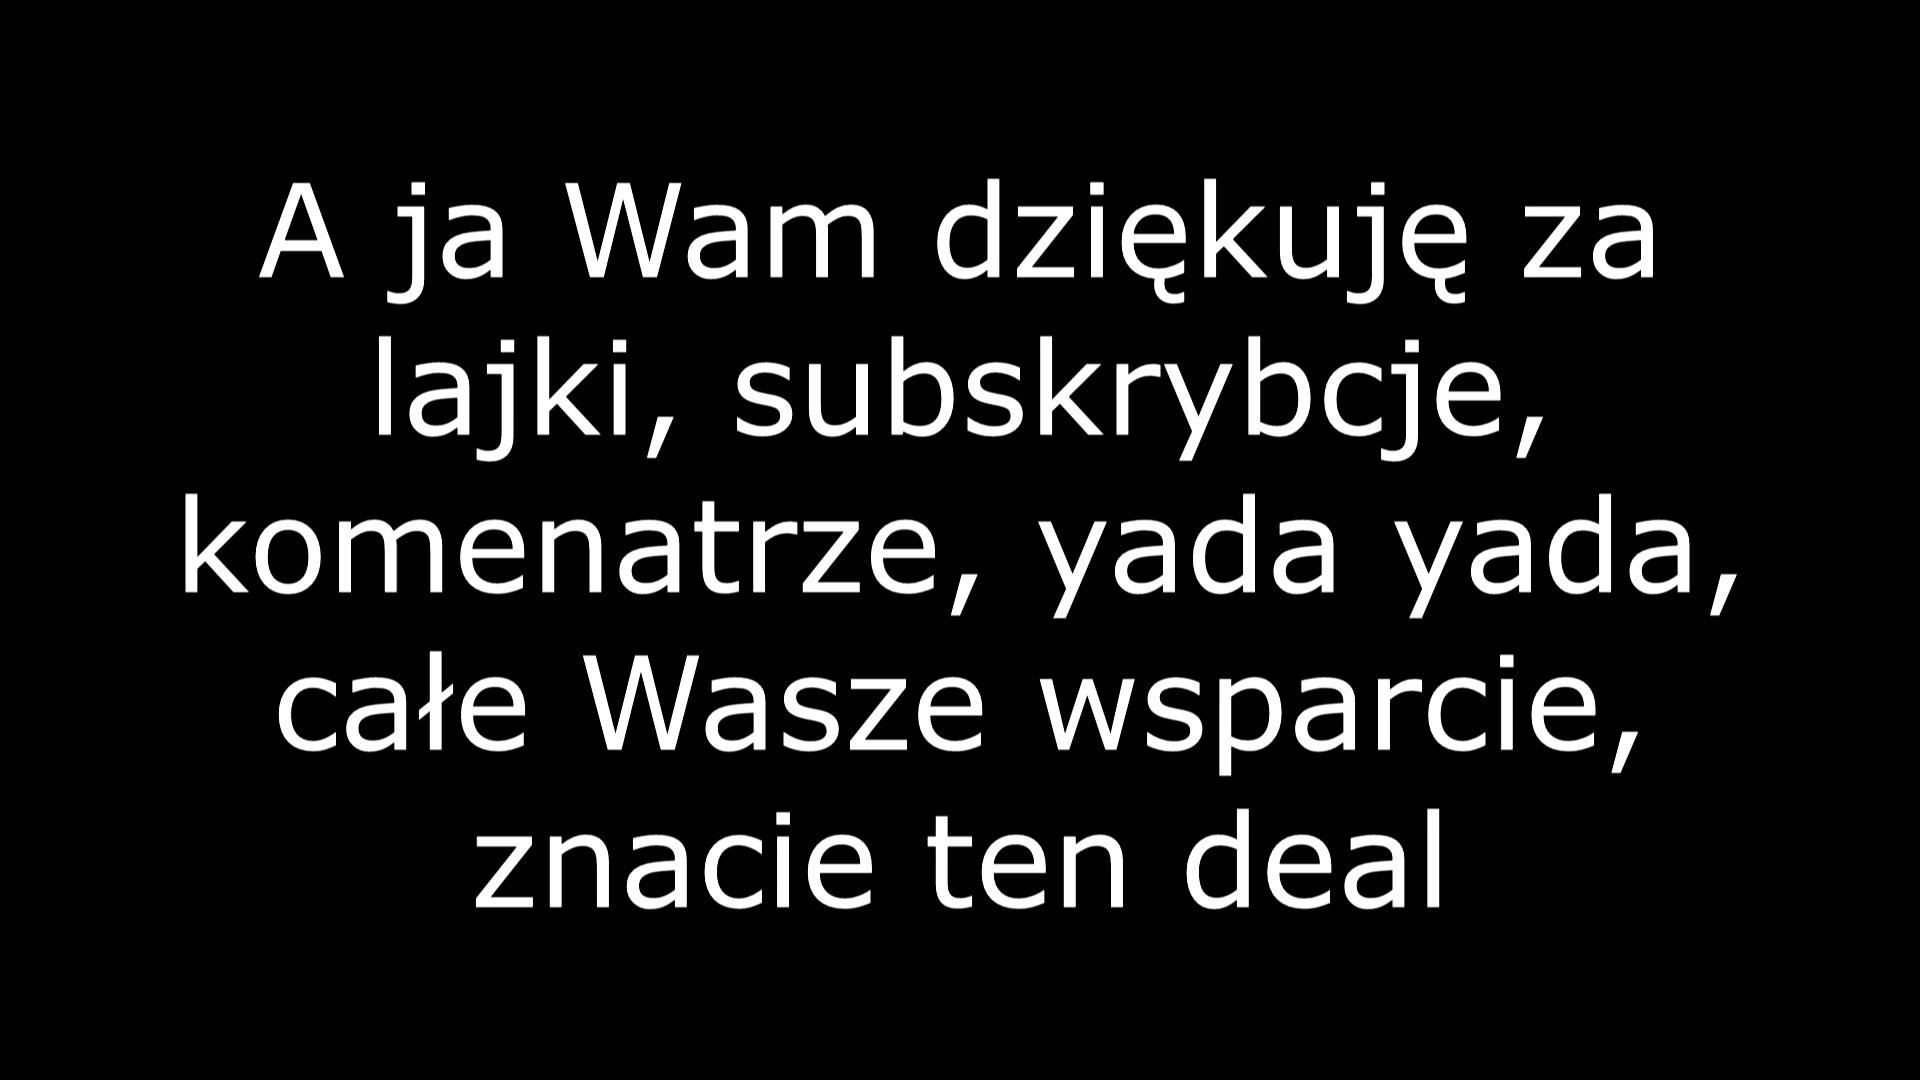 A ja Wam dziękuję za
lajki, subskrybcje,
komenatrze, yada yada,
całe Wasze wsparcie,
znacie ten deal